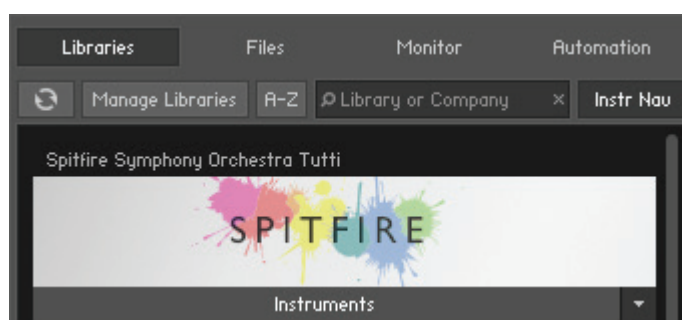 Libraries Files Monitor Automation
Manage Libraries A-Z Library or Company × Instr Nav
Spitfire Symphony Orchestra Tutti
SPITFIRE
Instruments